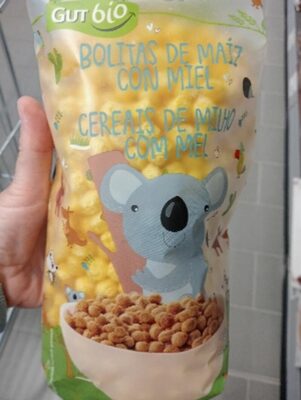 GUT bio
BOLITAS DE MAÍZ
CON MIEL
CEREAIS DE MILHO
COM MEL